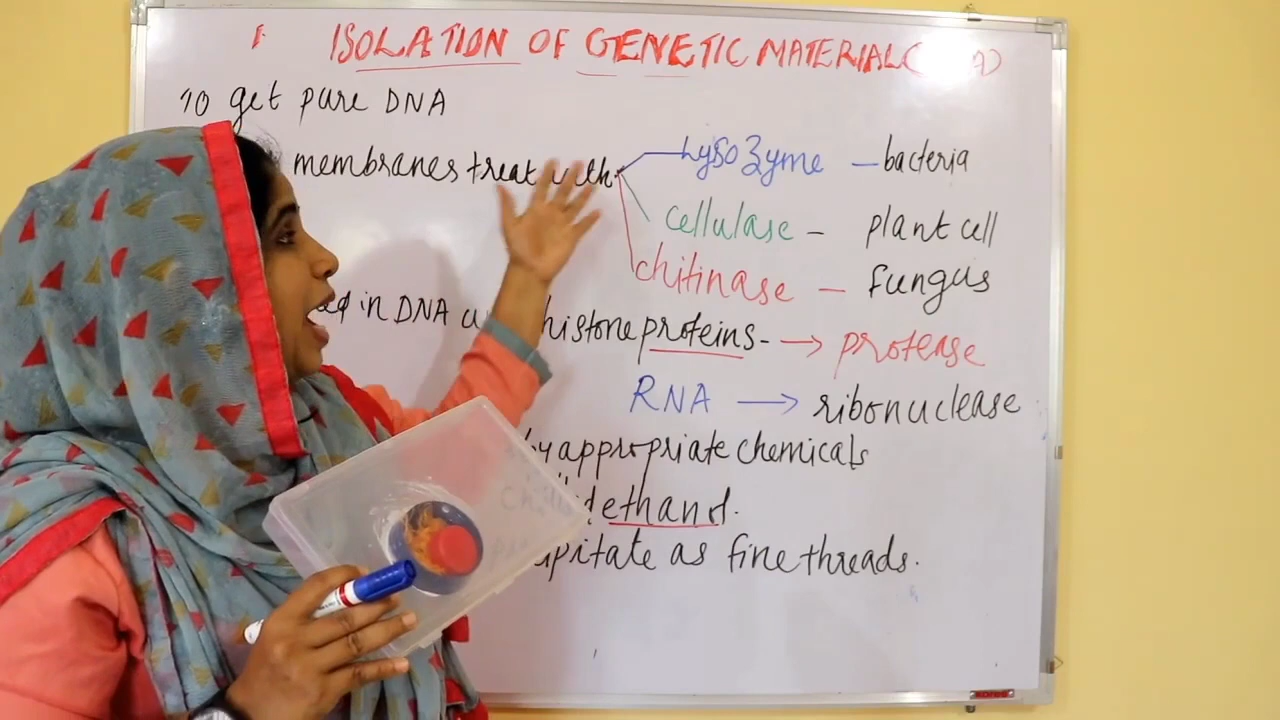 ISOLATION OF GENETIC MATERIAL (
TO get pure DNA
membranes treat with
Lysozyme — bacteria
cellulase — plant cell
chitinase — fungus
in DNA histone proteins- → protease
RNA → ribonuclease
by appropriate chemicals
ethanol.
as fine threads.